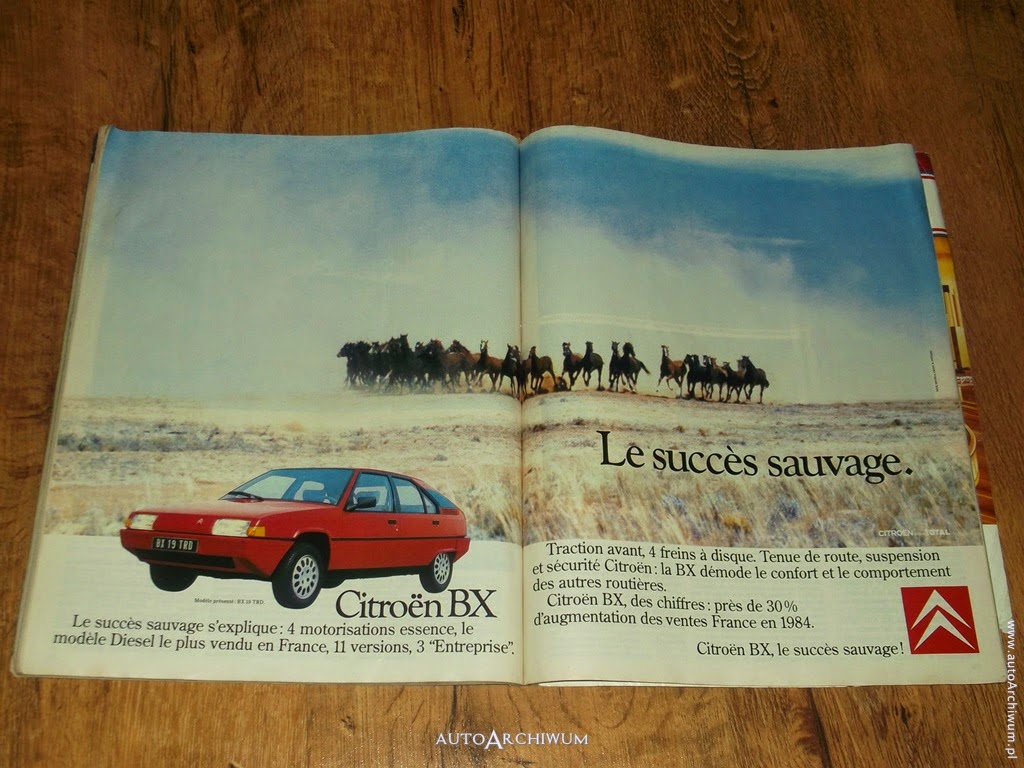 Le succès sauvage.
CITROËN TOTAL
BX 19 TRD
Modèle présenté : BX 19 TRD.
Citroën BX
Le succès sauvage s'explique : 4 motorisations essence, le
modèle Diesel le plus vendu en France, 11 versions, 3 "Entreprise".
Traction avant, 4 freins à disque. Tenue de route, suspension
et sécurité Citroën : la BX démode le confort et le comportement
des autres routières.
Citroën BX, des chiffres : près de 30%
d'augmentation des ventes France en 1984.
Citroën BX, le succès sauvage !
AUTOARCHIWUM
www.autoArchiwum.pl